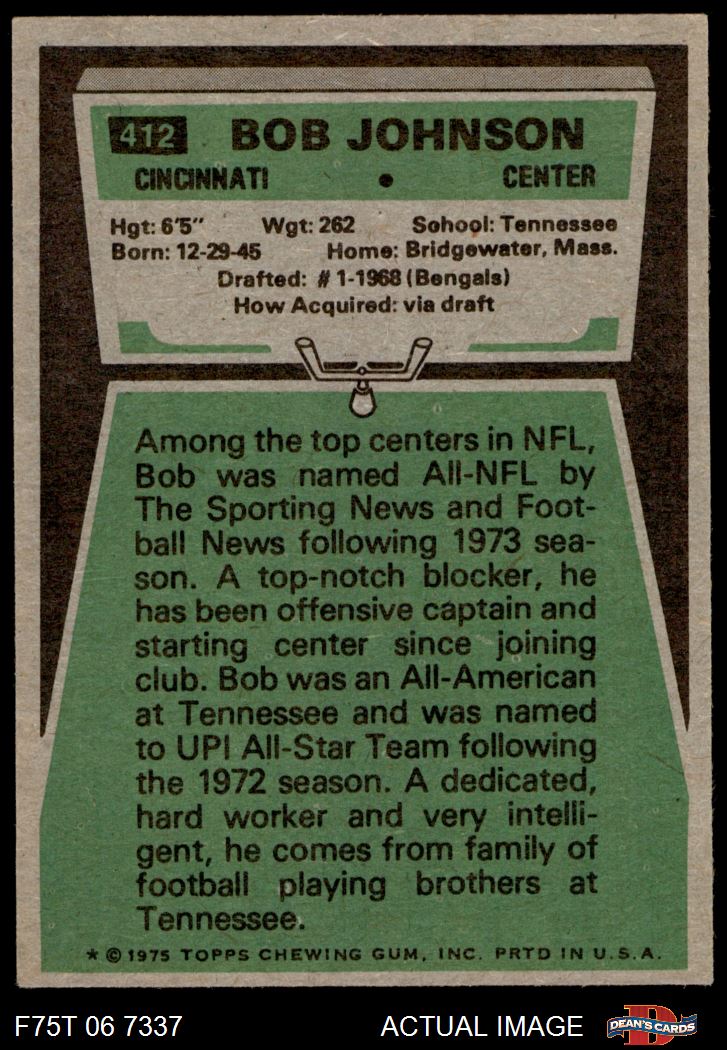 412 BOB JOHNSON
CINCINNATI • CENTER
Hgt: 6'5" Wgt: 262 School: Tennessee
Born: 12-29-45 Home: Bridgewater, Mass.
Drafted: # 1-1968 (Bengals)
How Acquired: via draft
Among the top centers in NFL,
Bob was named All-NFL by
The Sporting News and Foot-
ball News following 1973 sea-
son. A top-notch blocker, he
has been offensive captain and
starting center since joining
club. Bob was an All-American
at Tennessee and was named
to UPI All-Star Team following
the 1972 season. A dedicated,
hard worker and very intelli-
gent, he comes from family of
football playing brothers at
Tennessee.
* © 1975 TOPPS CHEWING GUM, INC. PRTD IN U.S.A.
F75T 06 7337 ACTUAL IMAGE D DEAN'S CARDS